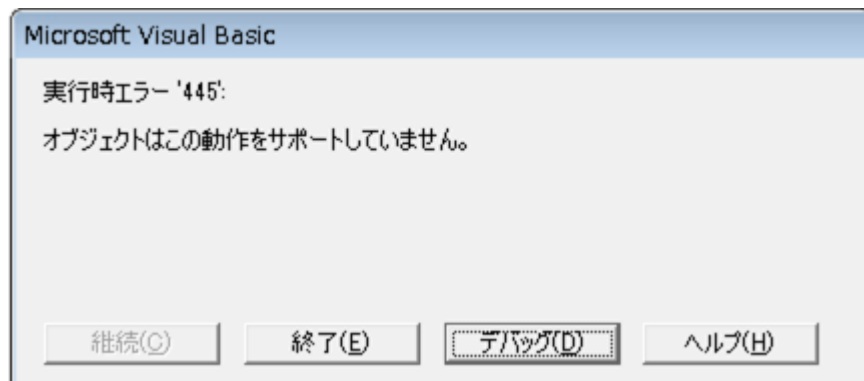 Microsoft Visual Basic
実行時エラー '445':
オブジェクトはこの動作をサポートしていません。
継続(C)
終了(E)
デバッグ(D)
ヘルプ(H)